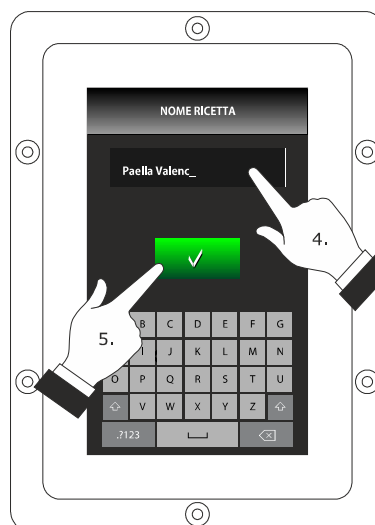 NOME RICETTA
Paella Valenc_
4.
5.
B C D E F G
I J K L M N
O P Q R S T U
V W X Y Z
.?123